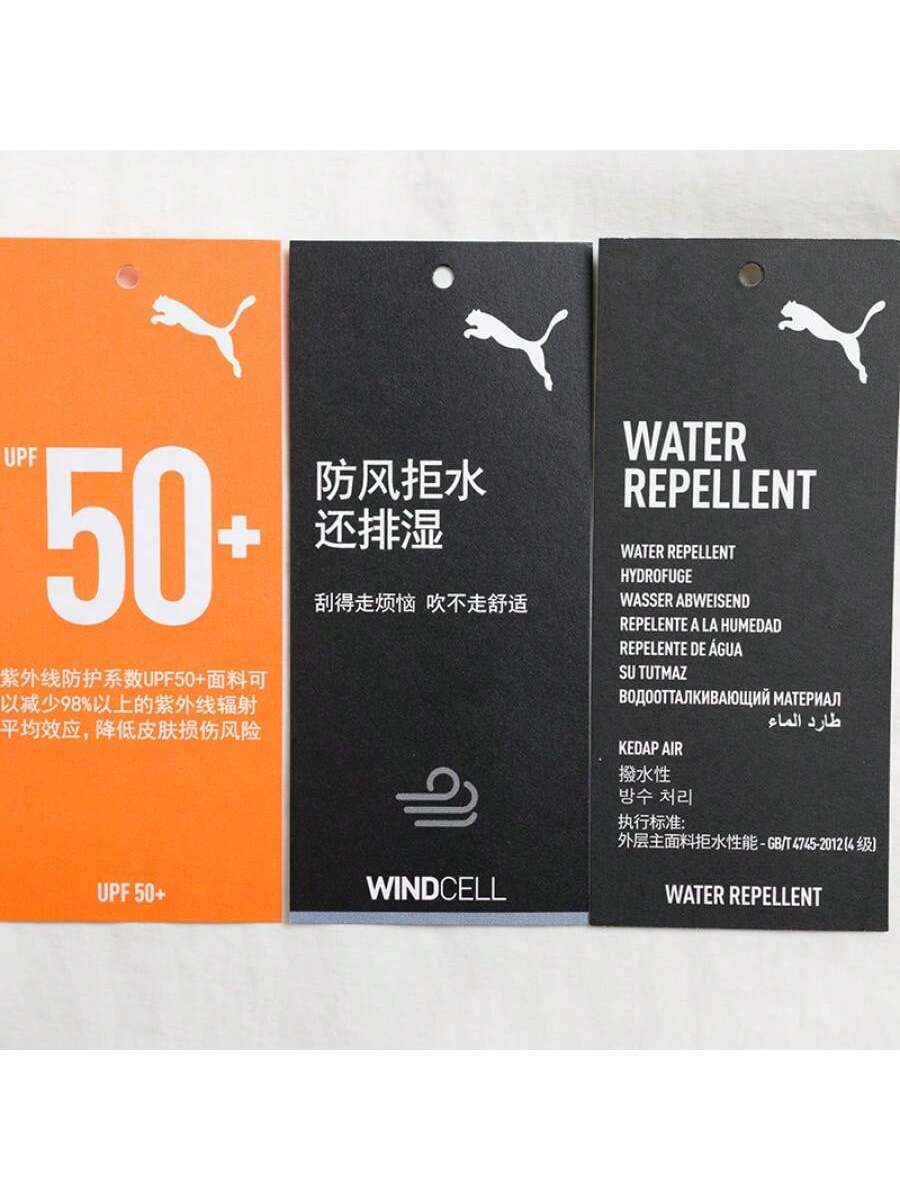 UPF
50+
紫外线防护系数UPF50+面料可
以减少98%以上的紫外线辐射
平均效应，降低皮肤损伤风险
UPF 50+
防风拒水
还排湿
刮得走烦恼 吹不走舒适
WINDCELL
WATER
REPELLENT
WATER REPELLENT
HYDROFUGE
WASSER ABWEISEND
REPELENTE A LA HUMEDAD
REPELENTE DE ÁGUA
SU TUTMAZ
ВОДООТТАЛКИВАЮЩИЙ МАТЕРИАЛ
طارد الماء
KEDAP AIR
撥水性
방수 처리
执行标准:
外层主面料拒水性能 - GB/T 4745-2012 (4 级)
WATER REPELLENT